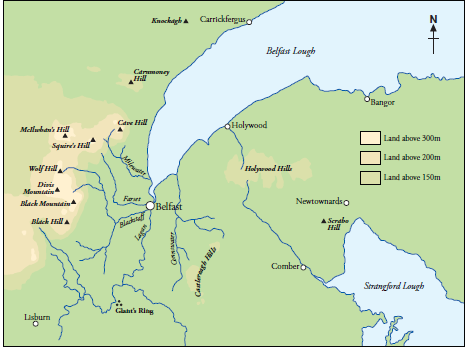 Knockagh
Carrickfergus
N
Belfast Lough
Carnmoney
Hill
Bangor
Cave Hill
McIlwhan's Hill
Squire's Hill
Holywood
Land above 300m
Land above 200m
Land above 150m
Milewater
Wolf Hill
Holywood Hills
Divis
Mountain
Black Mountain
Farset
Belfast
Newtownards
Black Hill
Blackstaff
Lagan
Scrabo
Hill
Connswater
Castlereagh Hills
Comber
Strangford Lough
Giant's Ring
Lisburn